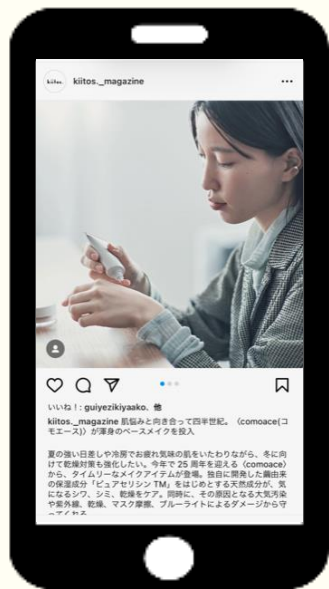 kiitos.
kiitos._magazine
いいね！: guiyezikiyaako、他
kiitos._magazine 肌悩みと向き合って四半世紀。〈comoace(コ
モエース)〉が渾身のベースメイクを投入
夏の強い日差しや冷房でお疲れ気味の肌をいたわりながら、冬に向
けて乾燥対策も強化したい。今年で 25 周年を迎える〈comoace〉
から、タイムリーなメイクアイテムが登場。独自に開発した繭由来
の保湿成分「ピュアセリシン TM」をはじめとする天然成分が、気
になるシワ、シミ、乾燥をケア。同時に、その原因となる大気汚染
や紫外線、乾燥、マスク摩擦、ブルーライトによるダメージから守
ってくれる